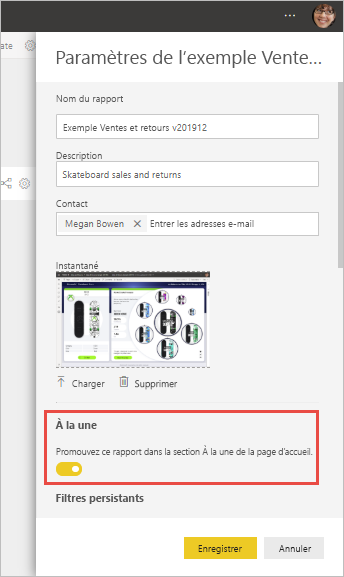 ate
Paramètres de l’exemple Vente...
Nom du rapport
Exemple Ventes et retours v201912
Description
Skateboard sales and returns
Contact
Megan Bowen
Entrer les adresses e-mail
Instantané
Charger
Supprimer
À la une
Promouvez ce rapport dans la section À la une de la page d’accueil.
Filtres persistants
Enregistrer
Annuler